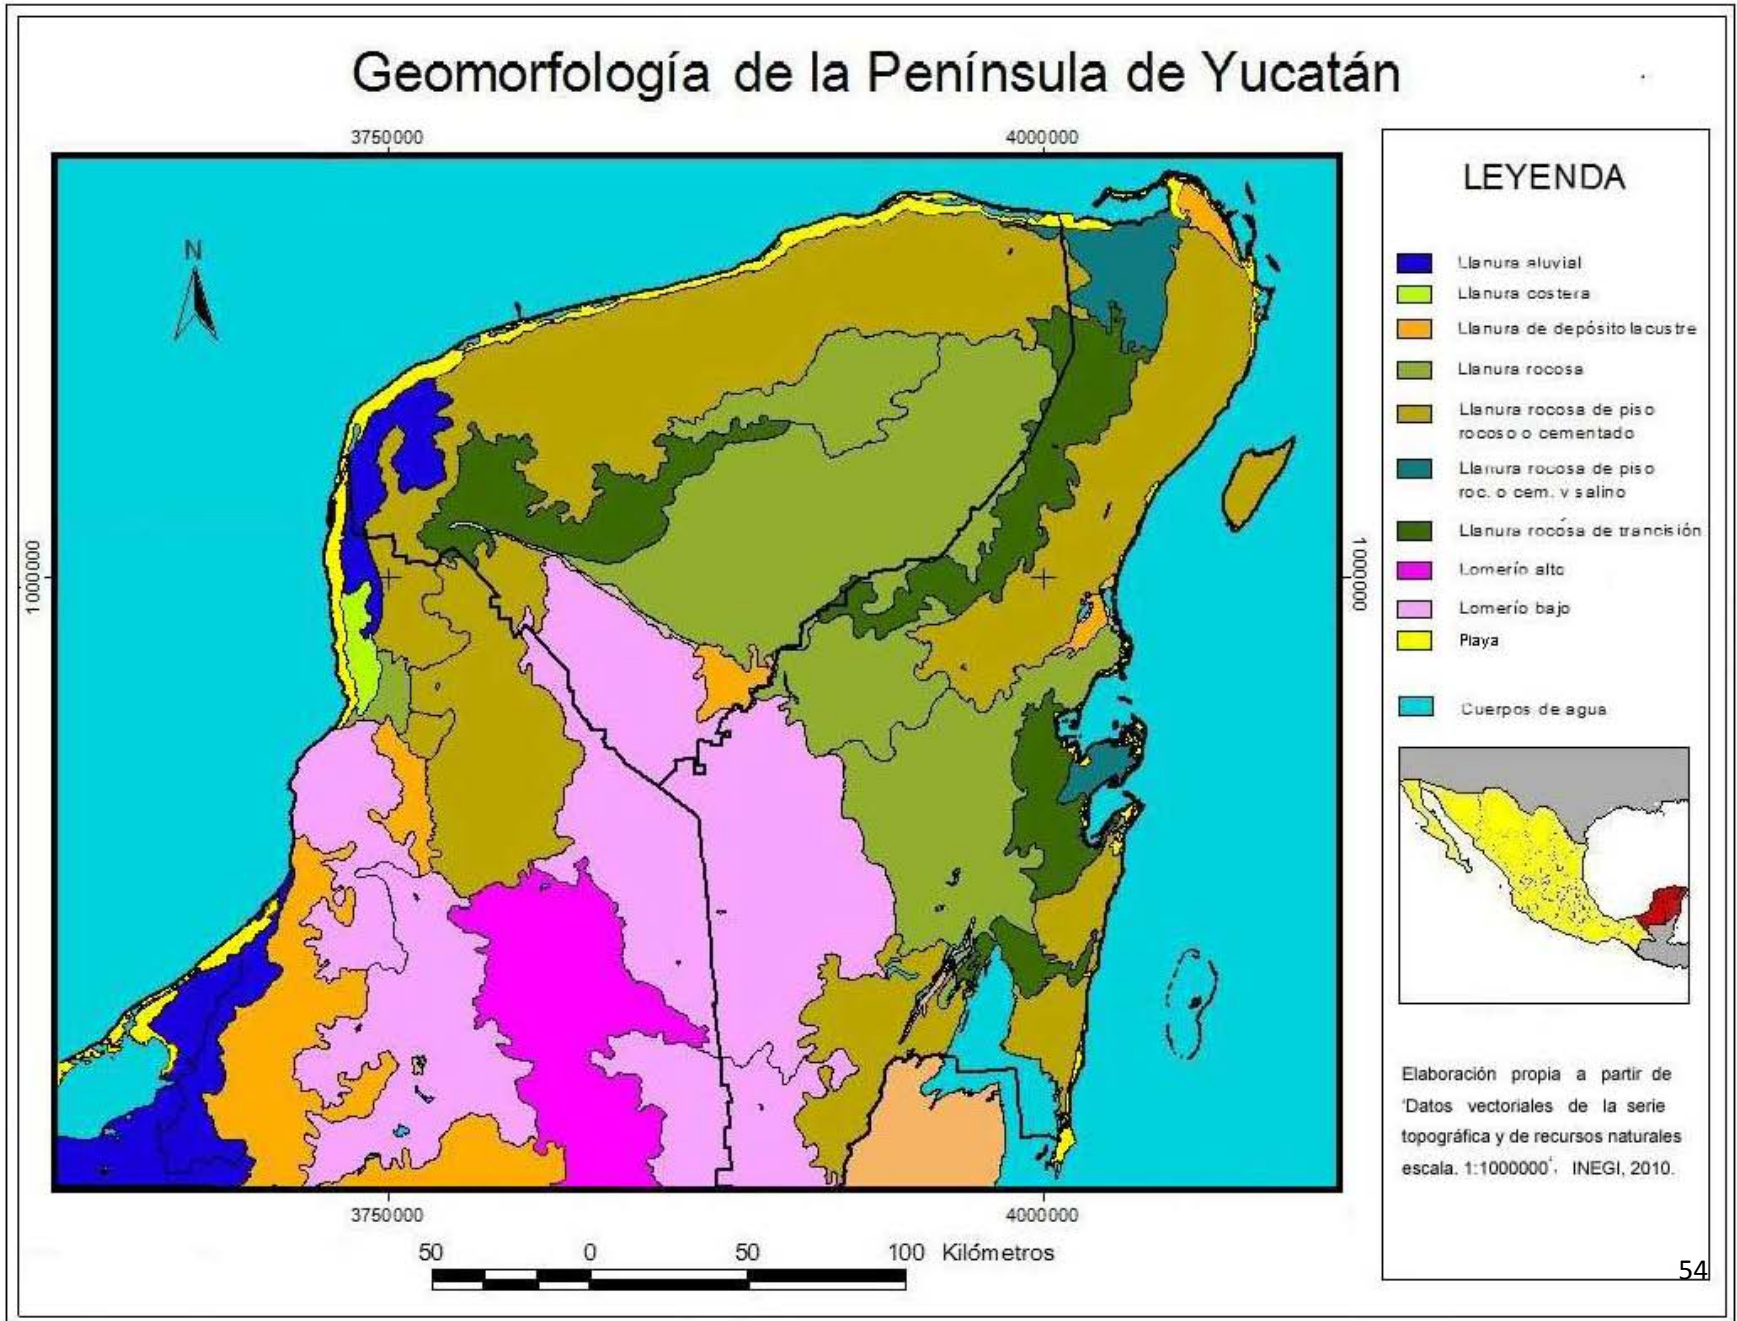 Geomorfología de la Península de Yucatán
3750000
4000000
N
1000000
1000000
3750000
4000000
50
0
50
100 Kilómetros
LEYENDA
Llanura aluvial
Llanura costera
Llanura de depósito lacustre
Llanura rocosa
Llanura rocosa de piso
rocoso o cementado
Llanura rocosa de piso
roc. o cem. y salino
Llanura rocosa de trancisión
Lomerío alto
Lomerío bajo
Playa
Cuerpos de agua
Elaboración propia a partir de
'Datos vectoriales de la serie
topográfica y de recursos naturales
escala. 1:1000000', INEGI, 2010.
54